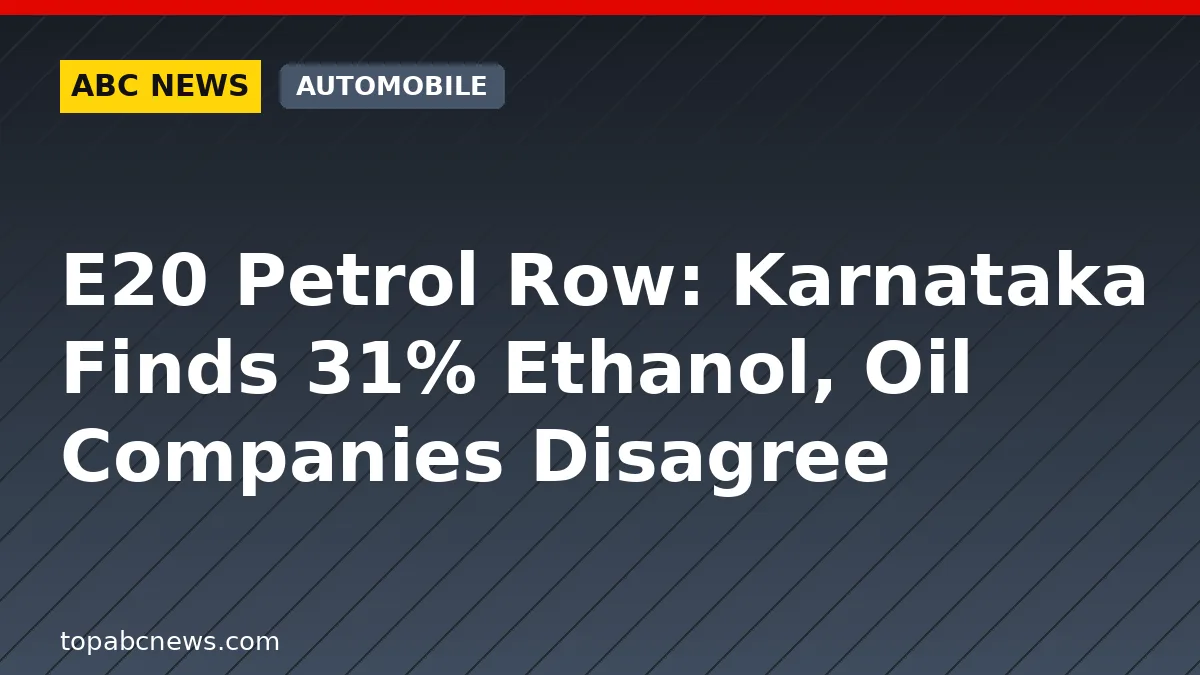 ABC NEWS
AUTOMOBILE
E20 Petrol Row: Karnataka
Finds 31% Ethanol, Oil
Companies Disagree
topabcnews.com